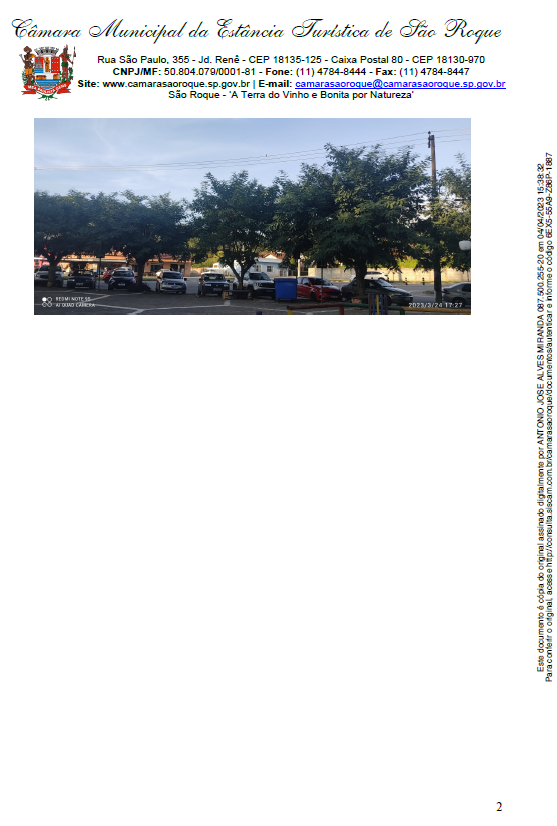 Câmara Municipal da Estância Turística de São Roque
Rua São Paulo, 355 - Jd. Renê - CEP 18135-125 - Caixa Postal 80 - CEP 18130-970
CNPJ/MF: 50.804.079/0001-81 - Fone: (11) 4784-8444 - Fax: (11) 4784-8447
Site: www.camarasaoroque.sp.gov.br | E-mail: camarasaoroque@camarasaoroque.sp.gov.br
São Roque - 'A Terra do Vinho e Bonita por Natureza'
REDMI NOTE 9S
AI QUAD CAMERA
2023/3/24 17:27
Este documento é cópia do original assinado digitalmente por ANTONIO JOSE ALVES MIRANDA 087.500.255-20 em 04/04/2023 15:38:32
Para conferir o original, acesse http://consulta.siscam.com.br/camarasaoroque/documentos/autenticar e informe o código 6EX5-S5A9-Z86P-1887
2